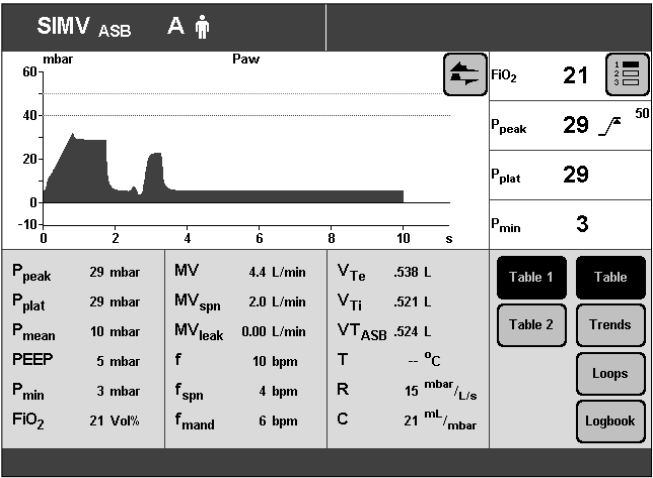 SIMV ASB A
mbar Paw
60
40
20
0
-10
0 2 4 6 8 10 s
FiO2 21 1 2 3
Ppeak 29 50
Pplat 29
Pmin 3
Ppeak 29 mbar MV 4.4 L/min VTe .538 L
Pplat 29 mbar MVspn 2.0 L/min VTi .521 L
Pmean 10 mbar MVleak 0.00 L/min VTASB .524 L
PEEP 5 mbar f 10 bpm T -- °C
Pmin 3 mbar fspn 4 bpm R 15 mbar/L/s
FiO2 21 Vol% fmand 6 bpm C 21 mL/mbar
Table 1 Table
Table 2 Trends
Loops
Logbook